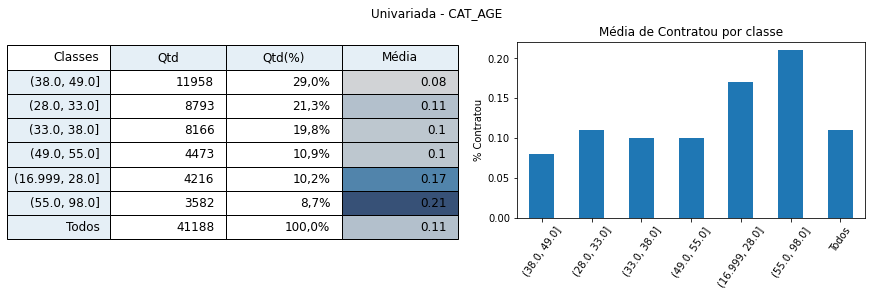 Univariada - CAT_AGE
Classes Qtd Qtd(%) Média
(38.0, 49.0] 11958 29,0% 0.08
(28.0, 33.0] 8793 21,3% 0.11
(33.0, 38.0] 8166 19,8% 0.1
(49.0, 55.0] 4473 10,9% 0.1
(16.999, 28.0] 4216 10,2% 0.17
(55.0, 98.0] 3582 8,7% 0.21
Todos 41188 100,0% 0.11
Média de Contratou por classe
% Contratou
0.20
0.15
0.10
0.05
0.00
(38.0, 49.0]
(28.0, 33.0]
(33.0, 38.0]
(49.0, 55.0]
(16.999, 28.0]
(55.0, 98.0]
Todos